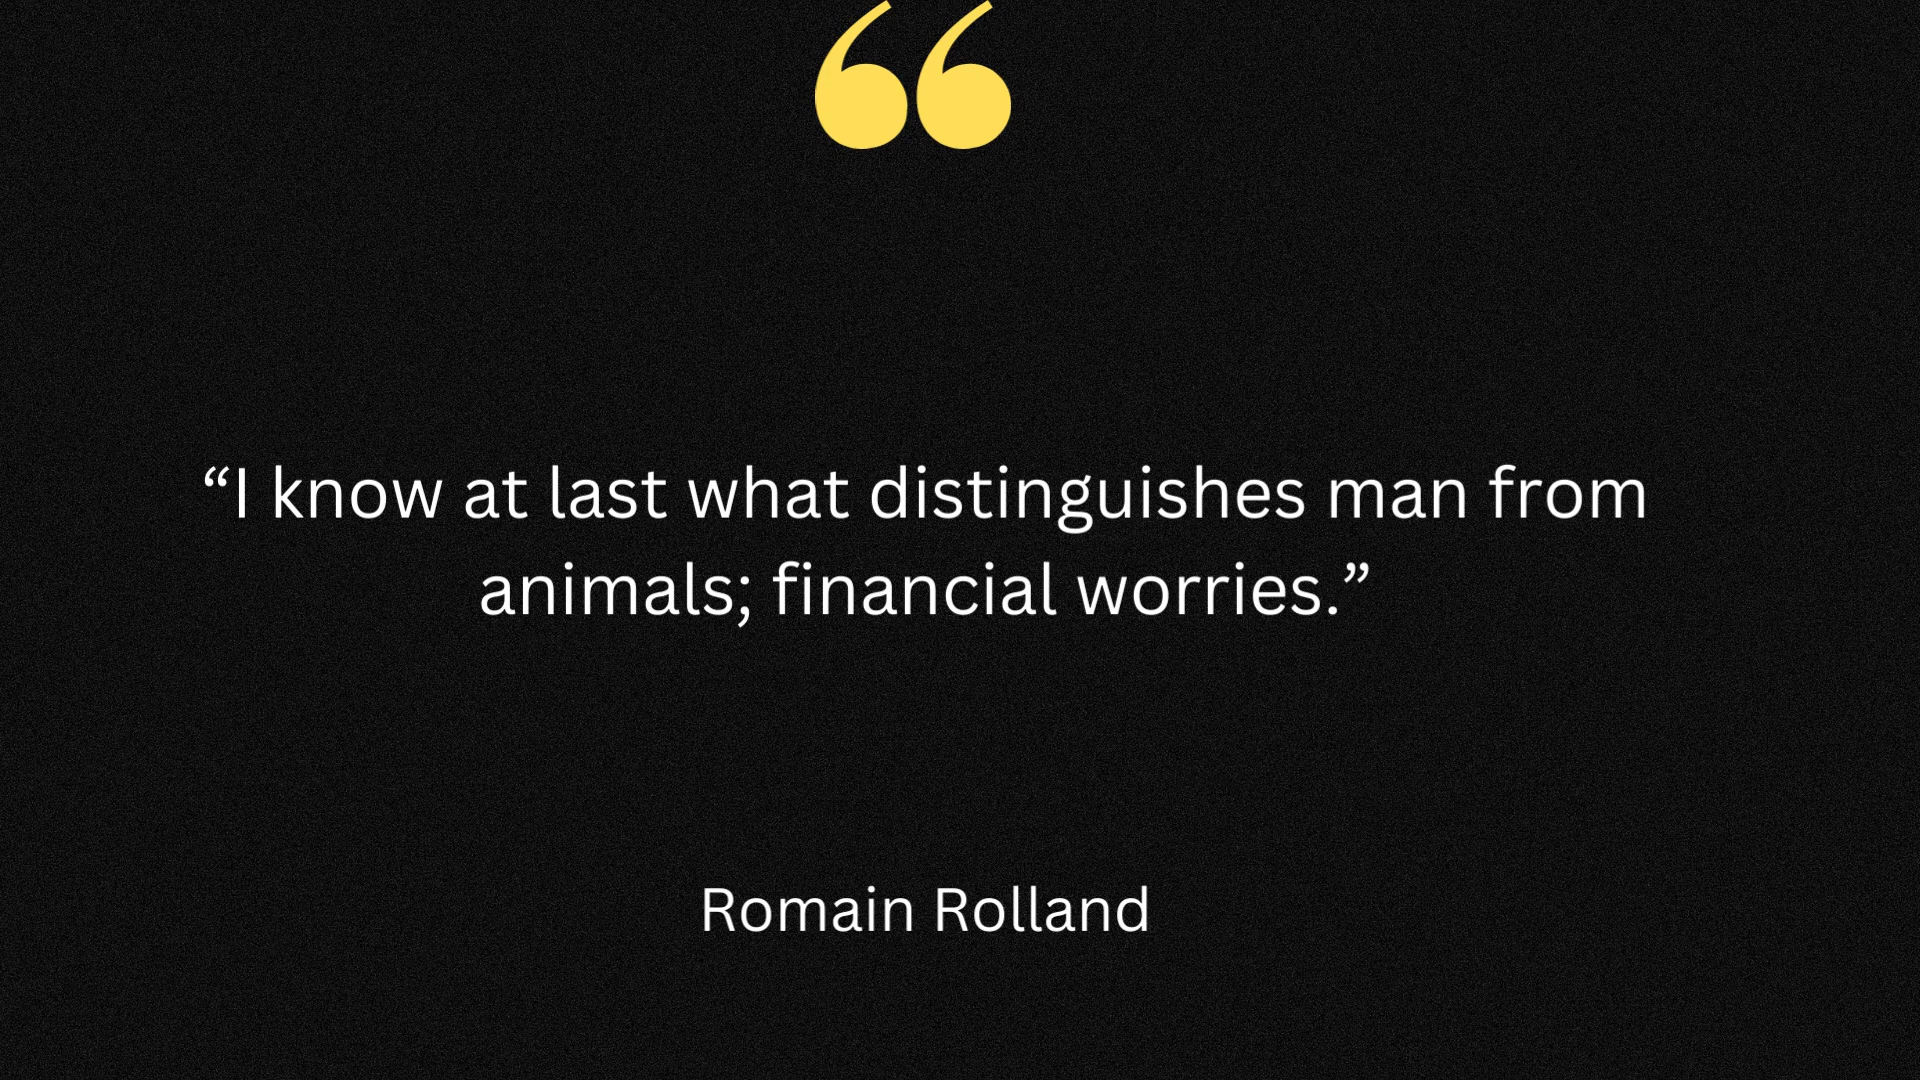 “
“I know at last what distinguishes man from
animals; financial worries.”
Romain Rolland